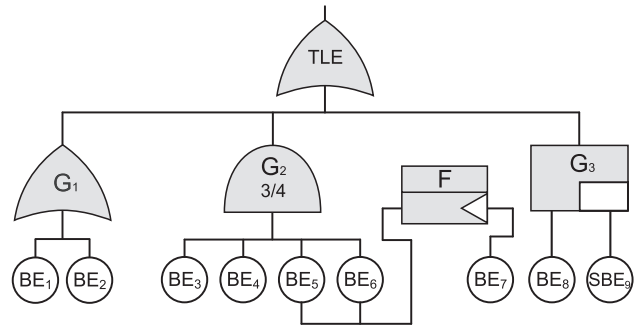 TLE
G₁
G₂
3/4
F
G₃
BE₁
BE₂
BE₃
BE₄
BE₅
BE₆
BE₇
BE₈
SBE₉